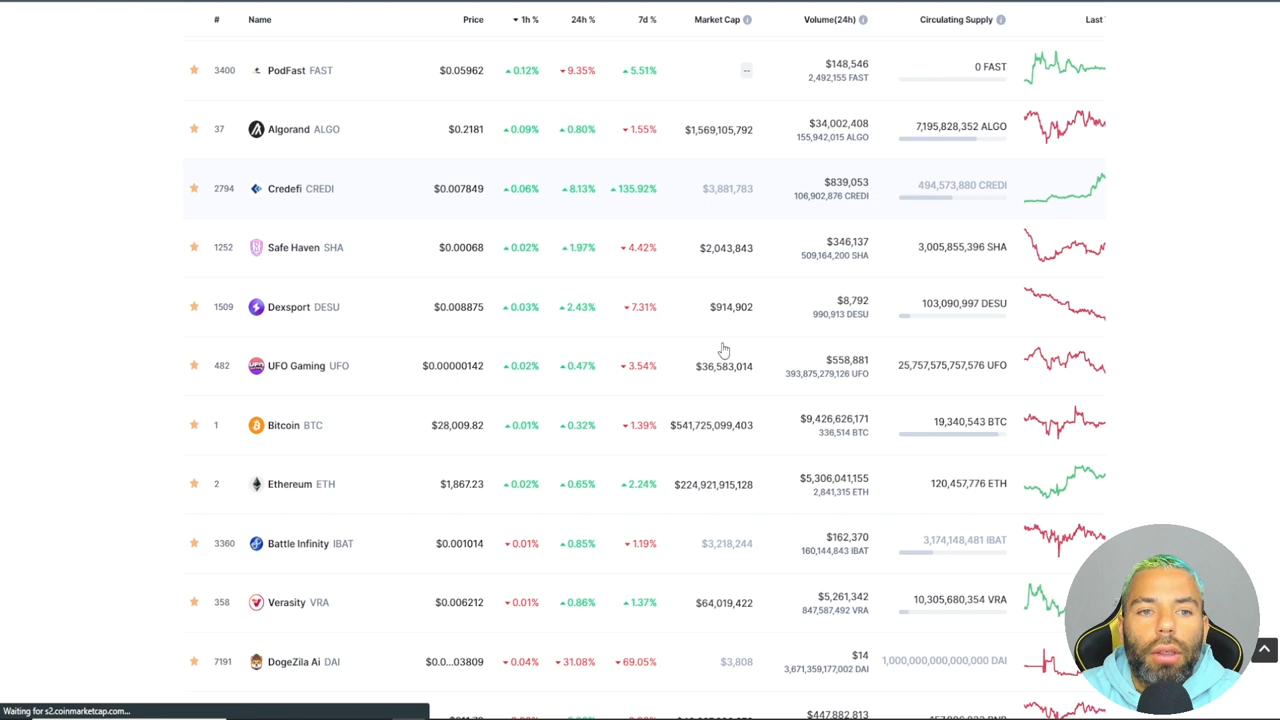 # Name Price 1h % 24h % 7d % Market Cap Volume(24h) Circulating Supply Last
3400 PodFast FAST $0.05962 0.12% 9.35% 5.51% -- $148,546 0 FAST
2,492,155 FAST
37 Algorand ALGO $0.2181 0.09% 0.80% 1.55% $1,569,105,792 $34,002,408 7,195,828,352 ALGO
155,942,015 ALGO
2794 Credefi CREDI $0.007849 0.06% 8.13% 135.92% $3,881,783 $839,053 494,573,880 CREDI
106,902,876 CREDI
1252 Safe Haven SHA $0.00068 0.02% 1.97% 4.42% $2,043,843 $346,137 3,005,855,396 SHA
509,164,200 SHA
1509 Dexsport DESU $0.008875 0.03% 2.43% 7.31% $914,902 $8,792 103,090,997 DESU
990,913 DESU
482 UFO Gaming UFO $0.00000142 0.02% 0.47% 3.54% $36,583,014 $558,881 25,757,575,757,576 UFO
393,875,279,126 UFO
1 Bitcoin BTC $28,009.82 0.01% 0.32% 1.39% $541,725,099,403 $9,426,626,171 19,340,543 BTC
336,514 BTC
2 Ethereum ETH $1,867.23 0.02% 0.65% 2.24% $224,921,915,128 $5,306,041,155 120,457,776 ETH
2,841,315 ETH
3360 Battle Infinity IBAT $0.001014 0.01% 0.85% 1.19% $3,218,244 $162,370 3,174,148,481 IBAT
160,144,843 IBAT
358 Verasity VRA $0.006212 0.01% 0.86% 1.37% $64,019,422 $5,261,342 10,305,680,354 VRA
847,587,492 VRA
7191 DogeZila Ai DAI $0.0...03809 0.04% 31.08% 69.05% $3,808 $14 1,000,000,000,000,000 DAI
3,671,359,177,002 DAI
$447,882,813
Waiting for s2.coinmarketcap.com...